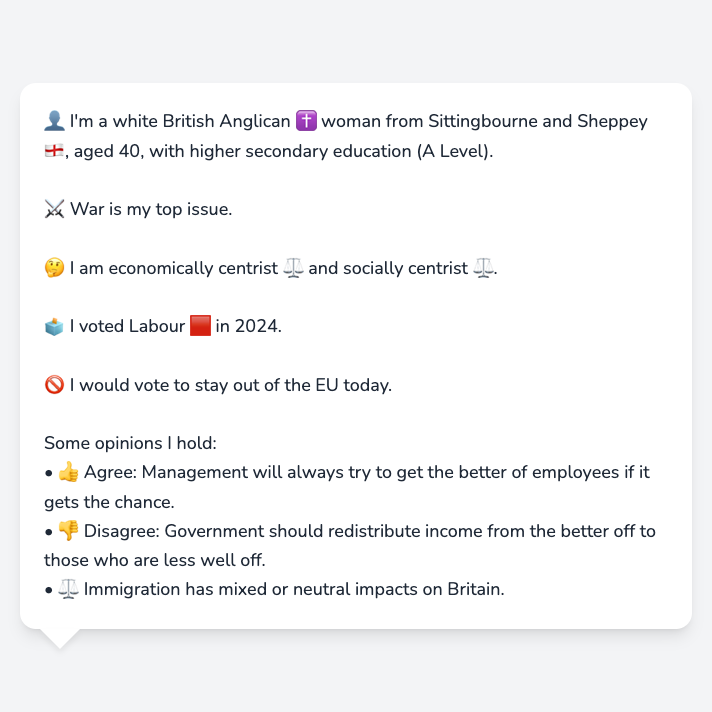 👤 I'm a white British Anglican ✝️ woman from Sittingbourne and Sheppey
🏴󠁧󠁢󠁥󠁮󠁧󠁿, aged 40, with higher secondary education (A Level).
⚔️ War is my top issue.
🤔 I am economically centrist ⚖️ and socially centrist ⚖️.
🗳️ I voted Labour 🟥 in 2024.
🚫 I would vote to stay out of the EU today.
Some opinions I hold:
• 👍 Agree: Management will always try to get the better of employees if it
gets the chance.
• 👎 Disagree: Government should redistribute income from the better off to
those who are less well off.
• ⚖️ Immigration has mixed or neutral impacts on Britain.